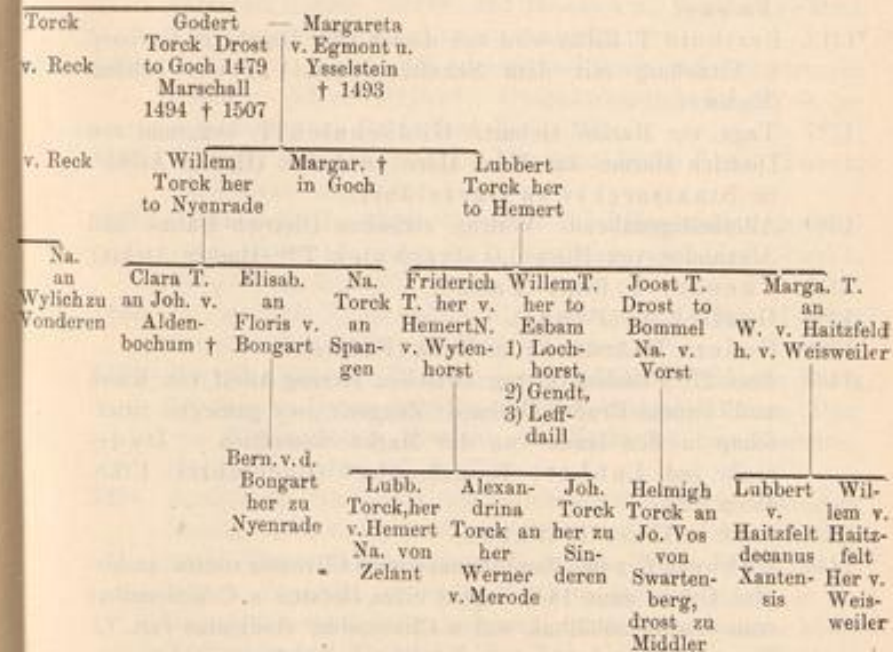 Torck
v. Reck
Godert —
Torck Drost
to Goch 1479
Marschall
1494 † 1507
Margareta
v. Egmont u.
Ysselstein
† 1493
v. Reck
Willem
Torck her
to Nyenrade
Margar. †
in Goch
Lubbert
Torck her
to Hemert
Na.
an
Wylich zu
Vonderen
Clara T.
an Joh. v.
Alden-
bochum †
Elisab.
an
Floris v.
Bongart
Na.
Torck
an
Span-
gen
Friderich
T. her v.
Hemert N.
v. Wyten-
horst
Willem T.
her to
Esbam
1) Loch-
horst,
2) Gendt,
3) Leff-
daill
Joost T.
Drost to
Bommel
Na. v.
Vorst
Marga. T.
an
W. v. Haitzfeld
h. v. Weisweiler
Bern. v. d.
Bongart
her zu
Nyenrade
Lubb.
Torck, her
v. Hemert
Na. von
Zelant
Alexan-
drina
Torck an
her
Werner
v. Merode
Joh.
Torck
her zu
Sin-
deren
Helmigh
Torck an
Jo. Vos
von
Swarten-
berg,
drost zu
Middler
Lubbert
v.
Haitzfelt
decanus
Xanten-
sis
Wil-
lem v.
Haitz-
felt
Her v.
Weis-
weiler